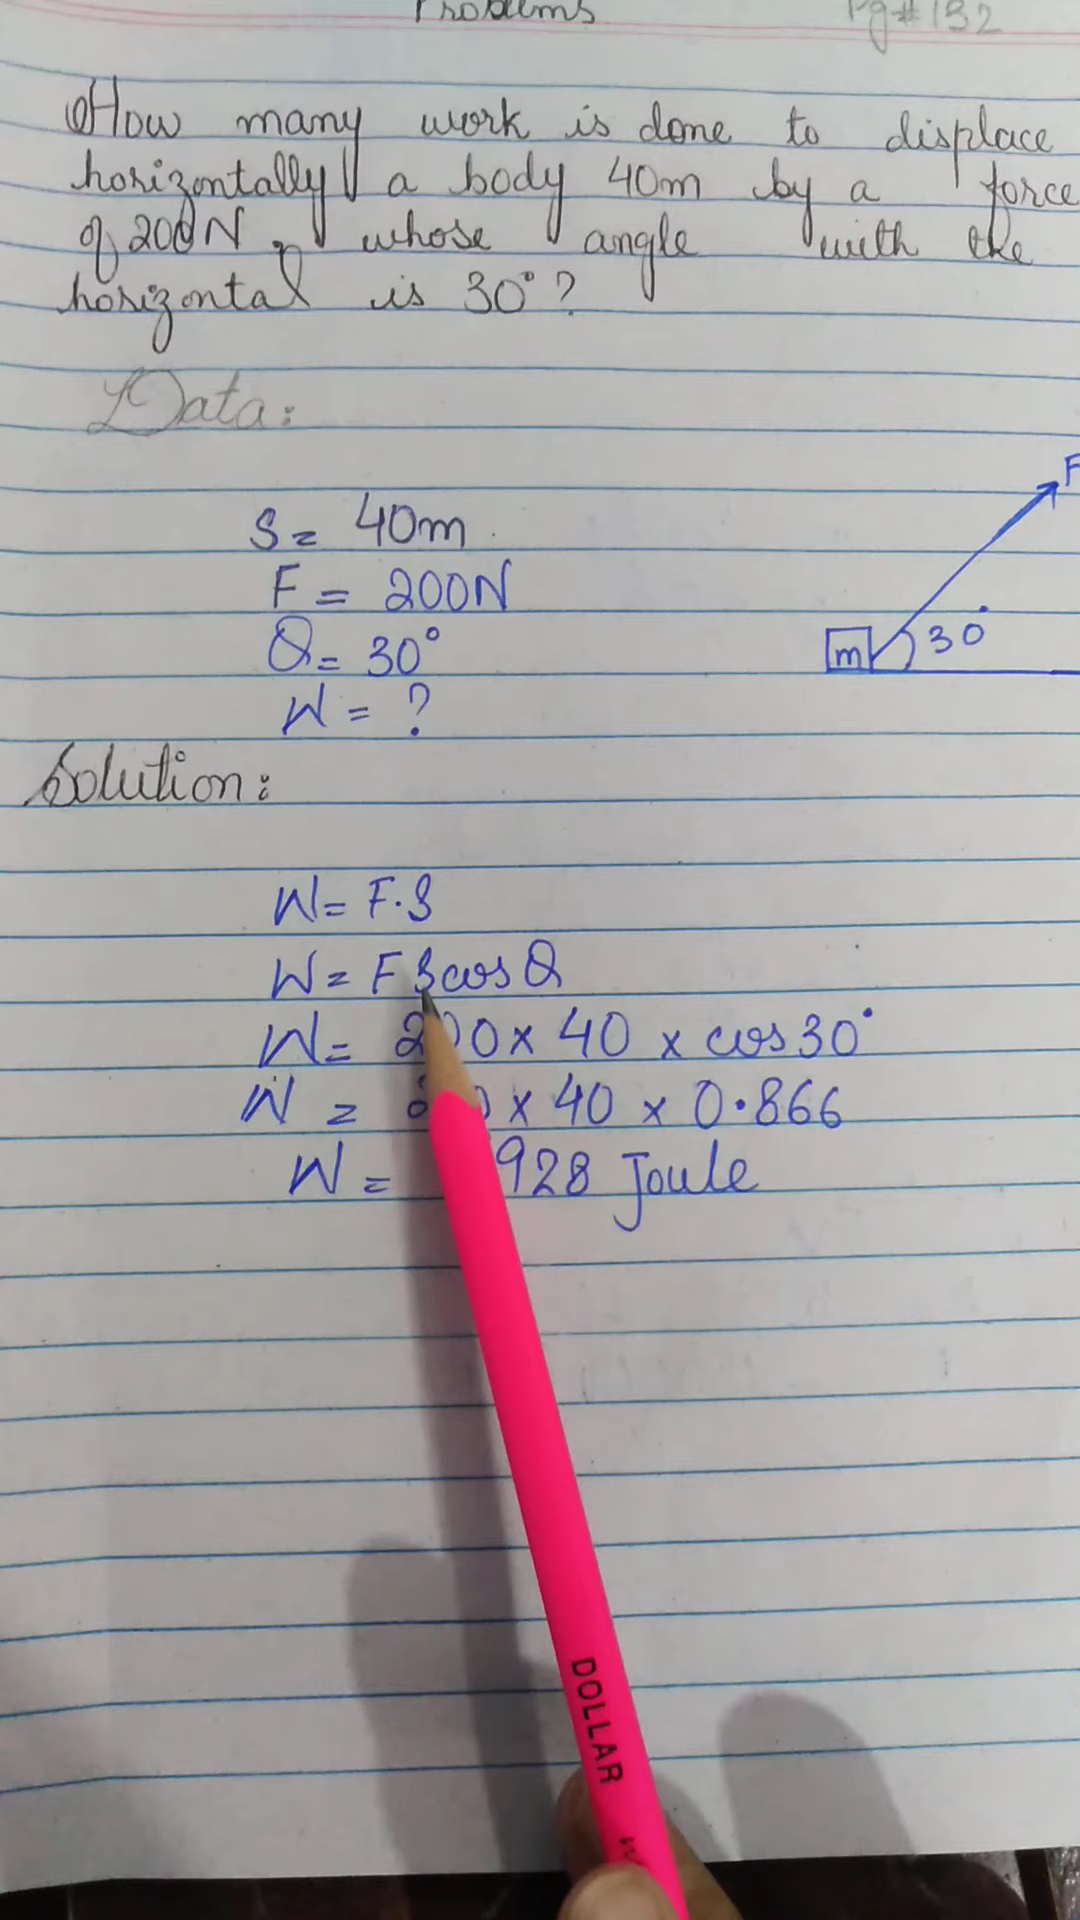 Problems Pg# 132
① How many work is done to displace
horizontally a body 40m by a force
of 200N, whose angle with the
horizontal is 30°?
Data:
S = 40m
F = 200N
θ = 30°
W = ?
F
m 30°
Solution:
W = F.S
W = F S cos θ
W = 200 x 40 x cos 30°
W = x 40 x 0.866
W = 928 Joule
DOLLAR